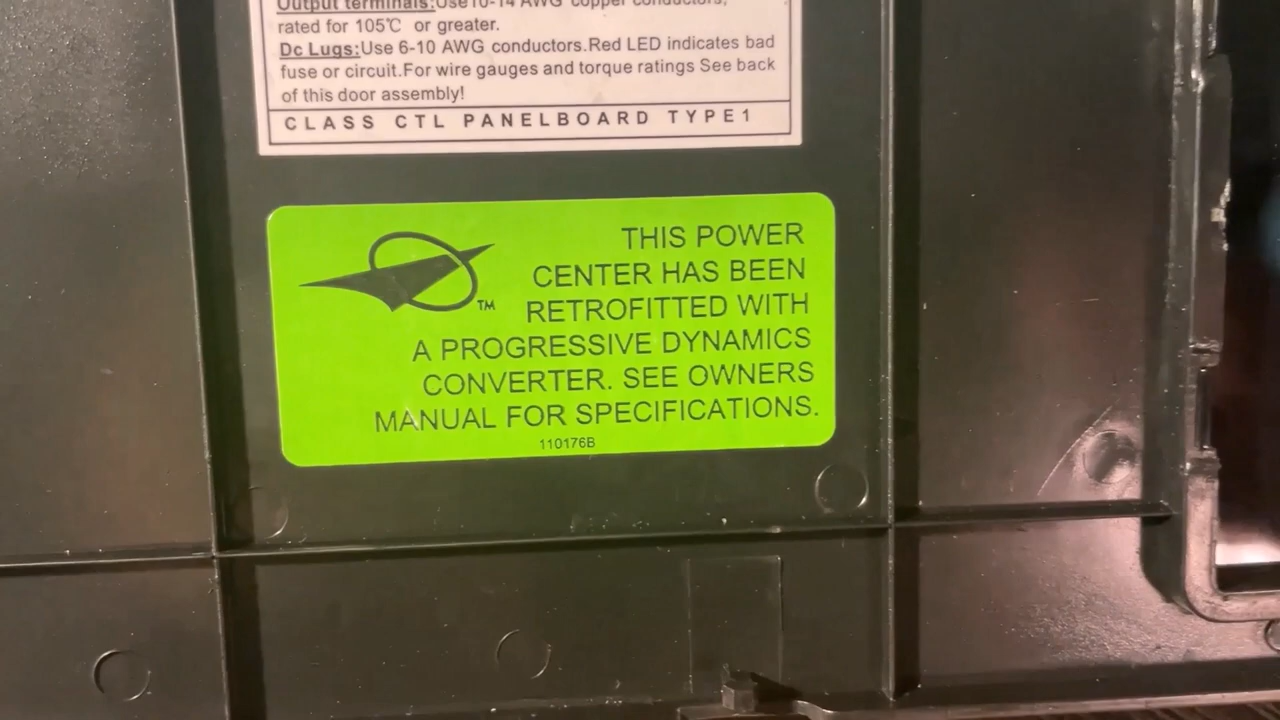 Output terminals:Use10-14 AWG copper conductors,
rated for 105℃ or greater.
Dc Lugs:Use 6-10 AWG conductors.Red LED indicates bad
fuse or circuit.For wire gauges and torque ratings See back
of this door assembly!
CLASS CTL PANELBOARD TYPE1
THIS POWER
CENTER HAS BEEN
TM
RETROFITTED WITH
A PROGRESSIVE DYNAMICS
CONVERTER. SEE OWNERS
MANUAL FOR SPECIFICATIONS.
110176B